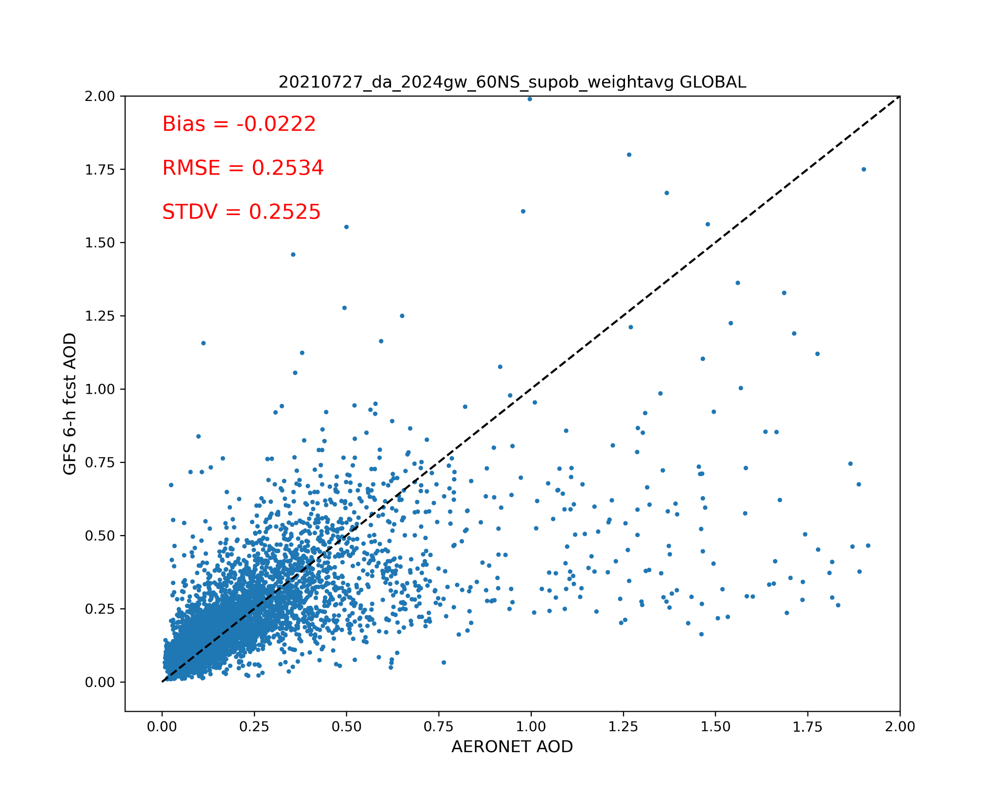 20210727_da_2024gw_60NS_supob_weightavg GLOBAL
2.00
Bias = -0.0222
1.75
RMSE = 0.2534
STDV = 0.2525
1.50
1.25
1.00
0.75
0.50
0.25
0.00
GFS 6-h fcst AOD
0.00 0.25 0.50 0.75 1.00 1.25 1.50 1.75 2.00
AERONET AOD